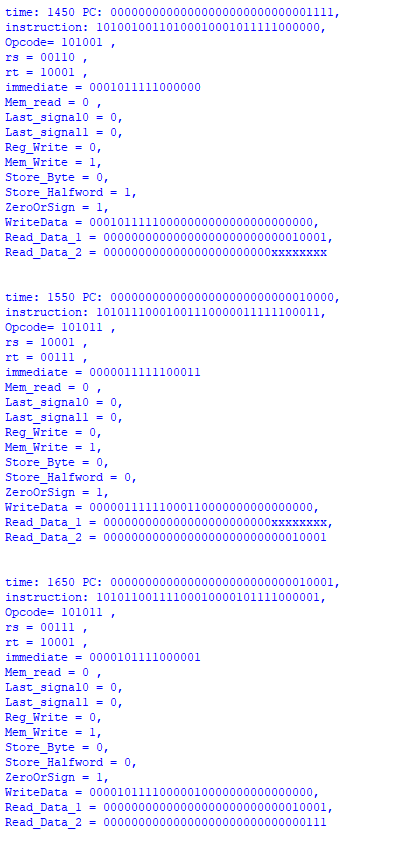 time: 1450 PC: 00000000000000000000000000001111,
instruction: 10100100110100010001011111000000,
Opcode= 101001 ,
rs = 00110 ,
rt = 10001 ,
immediate = 0001011111000000
Mem_read = 0 ,
Last_signal0 = 0,
Last_signal1 = 0,
Reg_Write = 0,
Mem_Write = 1,
Store_Byte = 0,
Store_Halfword = 1,
ZeroOrSign = 1,
WriteData = 00010111110000000000000000000000,
Read_Data_1 = 00000000000000000000000000010001,
Read_Data_2 = 000000000000000000000000xxxxxxxx
time: 1550 PC: 00000000000000000000000000010000,
instruction: 10101110001001110000011111100011,
Opcode= 101011 ,
rs = 10001 ,
rt = 00111 ,
immediate = 0000011111100011
Mem_read = 0 ,
Last_signal0 = 0,
Last_signal1 = 0,
Reg_Write = 0,
Mem_Write = 1,
Store_Byte = 0,
Store_Halfword = 0,
ZeroOrSign = 1,
WriteData = 00000111111000110000000000000000,
Read_Data_1 = 000000000000000000000000xxxxxxxx,
Read_Data_2 = 00000000000000000000000000010001
time: 1650 PC: 00000000000000000000000000010001,
instruction: 10101100111100010000101111000001,
Opcode= 101011 ,
rs = 00111 ,
rt = 10001 ,
immediate = 0000101111000001
Mem_read = 0 ,
Last_signal0 = 0,
Last_signal1 = 0,
Reg_Write = 0,
Mem_Write = 1,
Store_Byte = 0,
Store_Halfword = 0,
ZeroOrSign = 1,
WriteData = 00001011110000010000000000000000,
Read_Data_1 = 00000000000000000000000000010001,
Read_Data_2 = 00000000000000000000000000000111